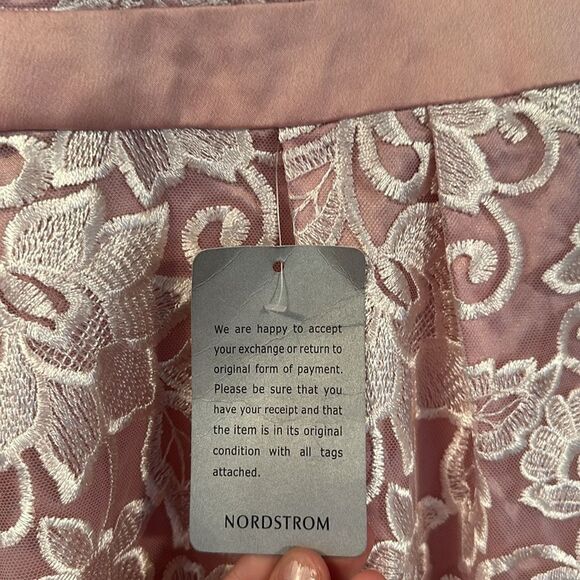 We are happy to accept
your exchange or return to
original form of payment.
Please be sure that you
have your receipt and that
the item is in its original
condition with all tags
attached.
NORDSTROM